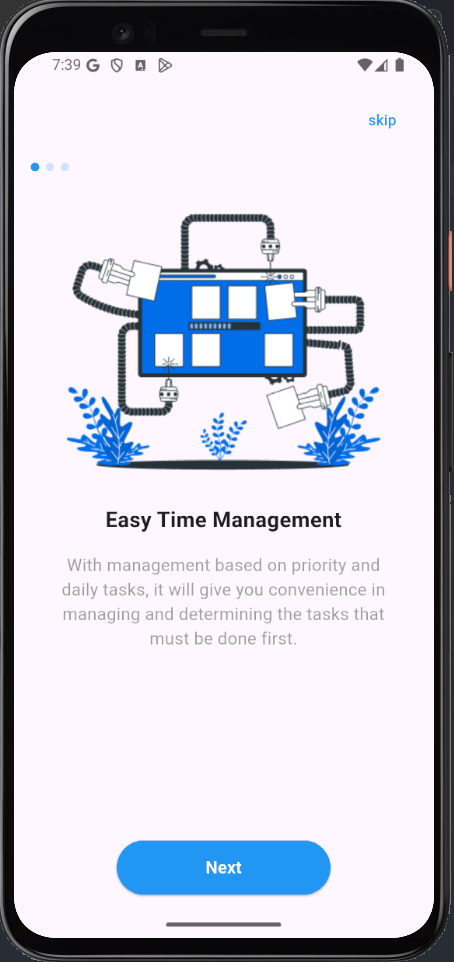 7:39
skip
Easy Time Management
With management based on priority and
daily tasks, it will give you convenience in
managing and determining the tasks that
must be done first.
Next